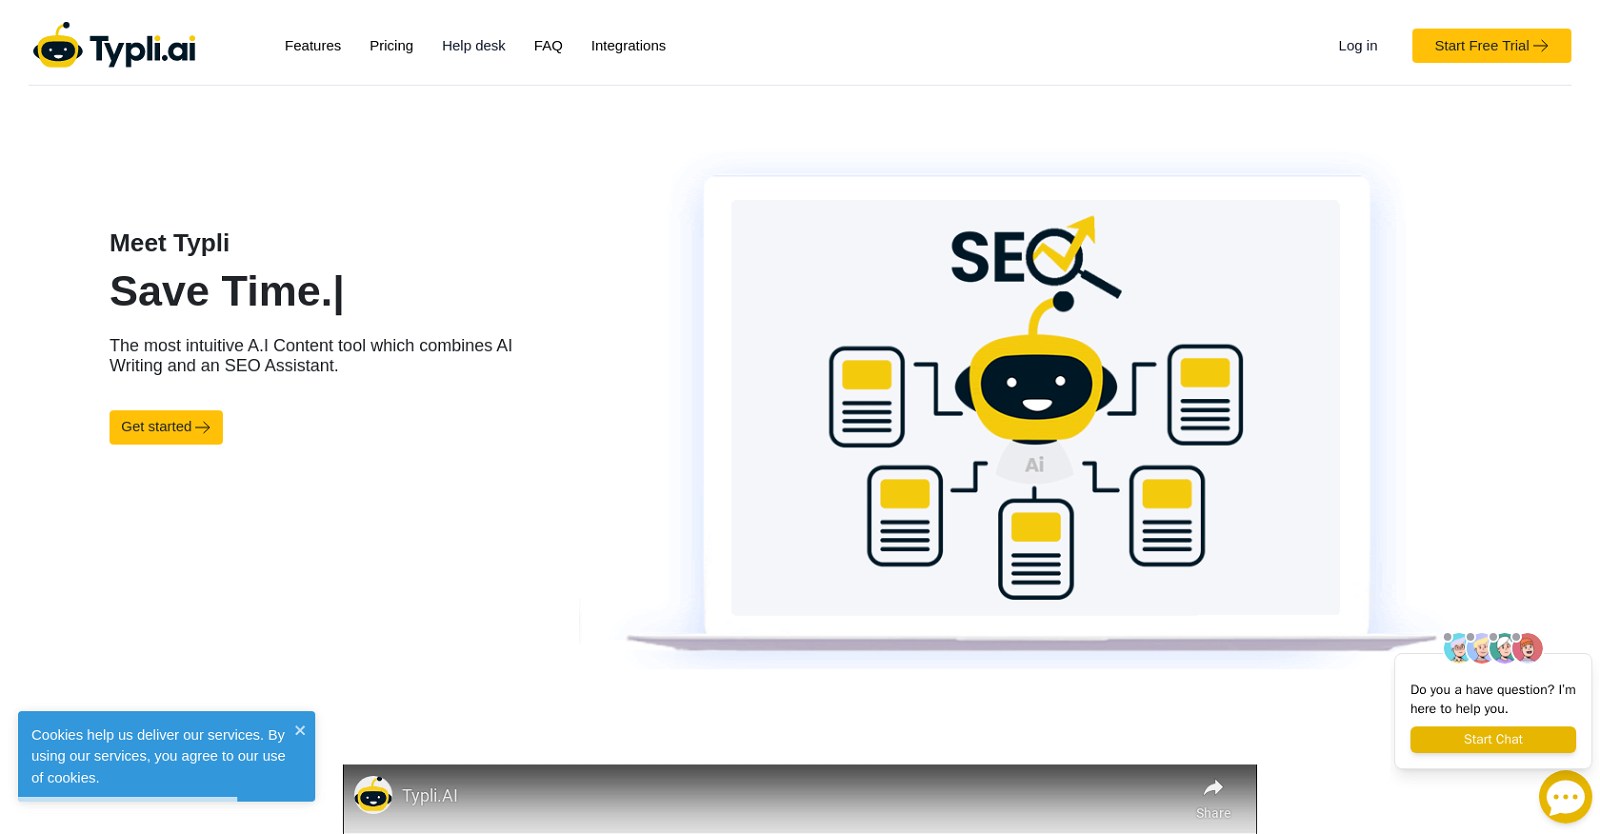 Typli.ai
Features
Pricing
Help desk
FAQ
Integrations
Log in
Start Free Trial
Meet Typli
Save Time.|
The most intuitive A.I Content tool which combines AI
Writing and an SEO Assistant.
Get started
SEO
Ai
Do you a have question? I'm
here to help you.
Start Chat
Cookies help us deliver our services. By
using our services, you agree to our use
of cookies.
Typli.AI
Share